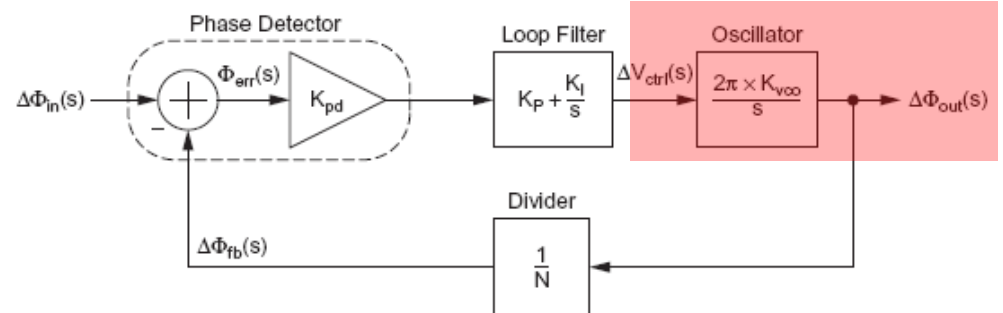 Phase Detector
Loop Filter
Oscillator
ΔΦin(s)
+
−
Φerr(s)
Kpd
KP + KI/s
ΔVctrl(s)
2π × Kvco/s
ΔΦout(s)
Divider
ΔΦfb(s)
1/N